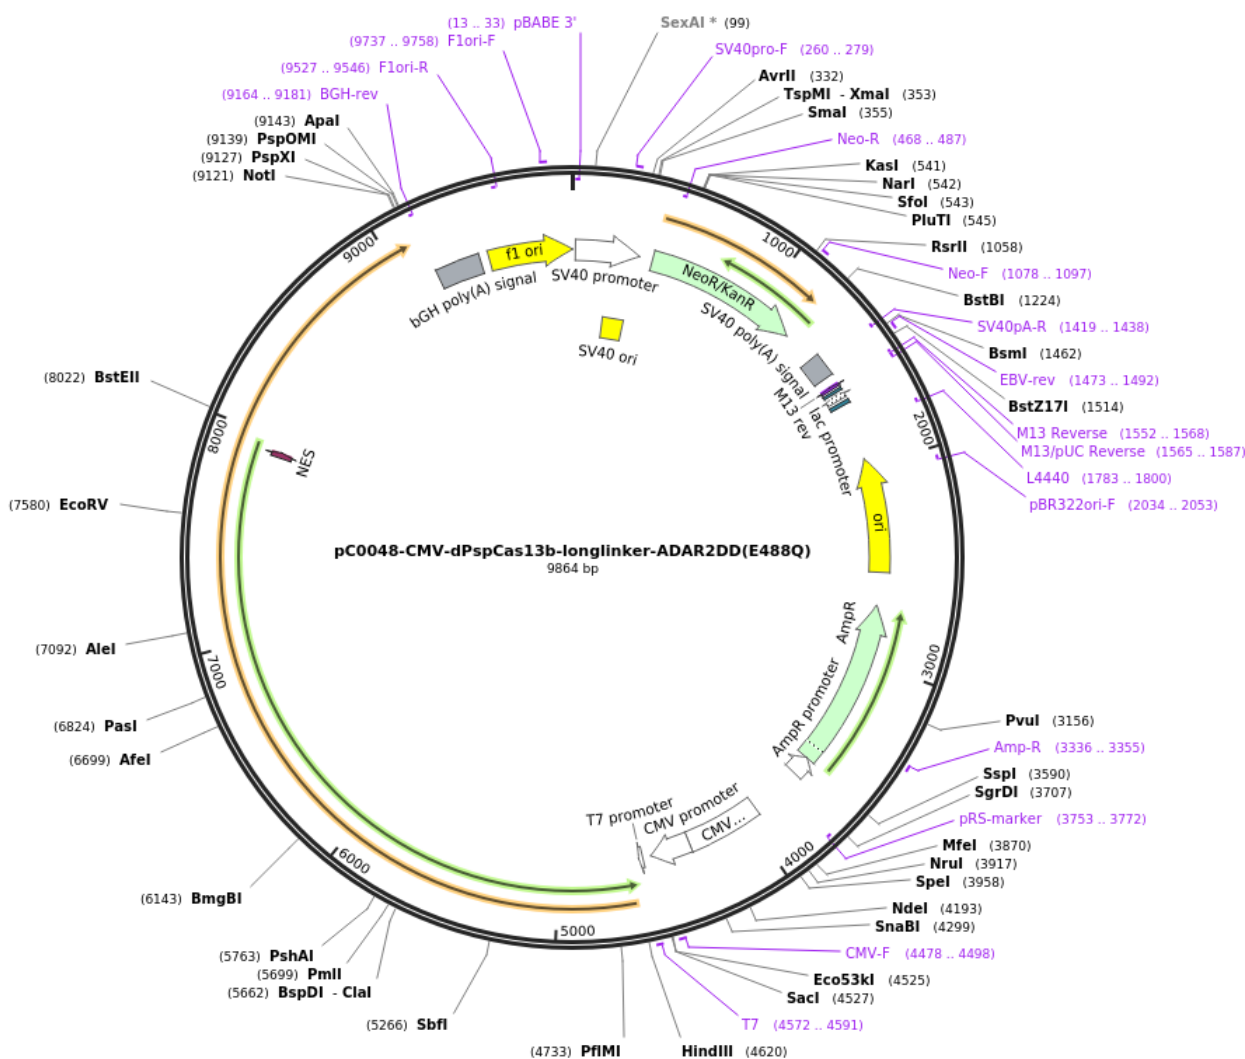 (13 .. 33) pBABE 3'
(9737 .. 9758) F1ori-F
(9527 .. 9546) F1ori-R
(9164 .. 9181) BGH-rev
(9143) ApaI
(9139) PspOMI
(9127) PspXI
(9121) NotI
SexAI * (99)
SV40pro-F (260 .. 279)
AvrII (332)
TspMI - XmaI (353)
SmaI (355)
Neo-R (468 .. 487)
KasI (541)
NarI (542)
SfoI (543)
PluTI (545)
RsrII (1058)
Neo-F (1078 .. 1097)
BstBI (1224)
SV40pA-R (1419 .. 1438)
BsmI (1462)
EBV-rev (1473 .. 1492)
BstZ17I (1514)
M13 Reverse (1552 .. 1568)
M13/pUC Reverse (1565 .. 1587)
L4440 (1783 .. 1800)
pBR322ori-F (2034 .. 2053)
PvuI (3156)
Amp-R (3336 .. 3355)
SspI (3590)
SgrDI (3707)
pRS-marker (3753 .. 3772)
MfeI (3870)
NruI (3917)
SpeI (3958)
NdeI (4193)
SnaBI (4299)
CMV-F (4478 .. 4498)
Eco53kI (4525)
SacI (4527)
T7 (4572 .. 4591)
HindIII (4620)
(4733) PflMI
(5266) SbfI
(5662) BspDI - ClaI
(5699) PmlI
(5763) PshAI
(6143) BmgBI
(6699) AfeI
(6824) PasI
(7092) AleI
(7580) EcoRV
(8022) BstEII
1000
2000
3000
4000
5000
6000
7000
8000
9000
bGH poly(A) signal
f1 ori
SV40 promoter
SV40 ori
NeoR/KanR
SV40 poly(A) signal
M13 rev
lac promoter
ori
AmpR
AmpR promoter
CMV...
CMV promoter
T7 promoter
NES
pC0048-CMV-dPspCas13b-longlinker-ADAR2DD(E488Q)
9864 bp